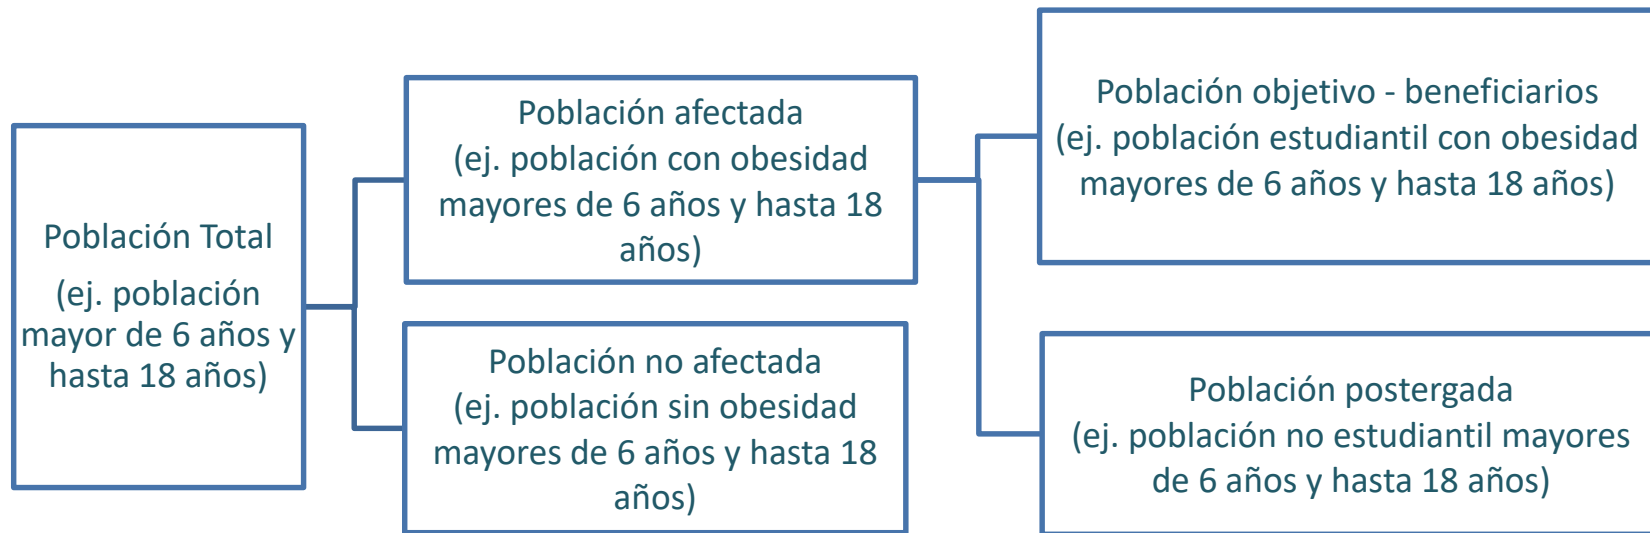 Población Total
(ej. población
mayor de 6 años y
hasta 18 años)
Población afectada
(ej. población con obesidad
mayores de 6 años y hasta 18
años)
Población no afectada
(ej. población sin obesidad
mayores de 6 años y hasta 18
años)
Población objetivo - beneficiarios
(ej. población estudiantil con obesidad
mayores de 6 años y hasta 18 años)
Población postergada
(ej. población no estudiantil mayores
de 6 años y hasta 18 años)